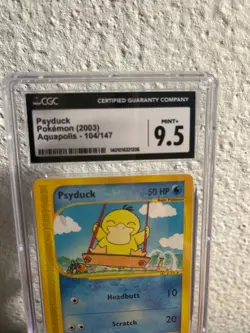 CGC
CERTIFIED GUARANTY COMPANY
Psyduck
Pokémon (2003)
Aquapolis - 104/147
MINT+
9.5
Psyduck
50 HP
Headbutt
10
Scratch
20